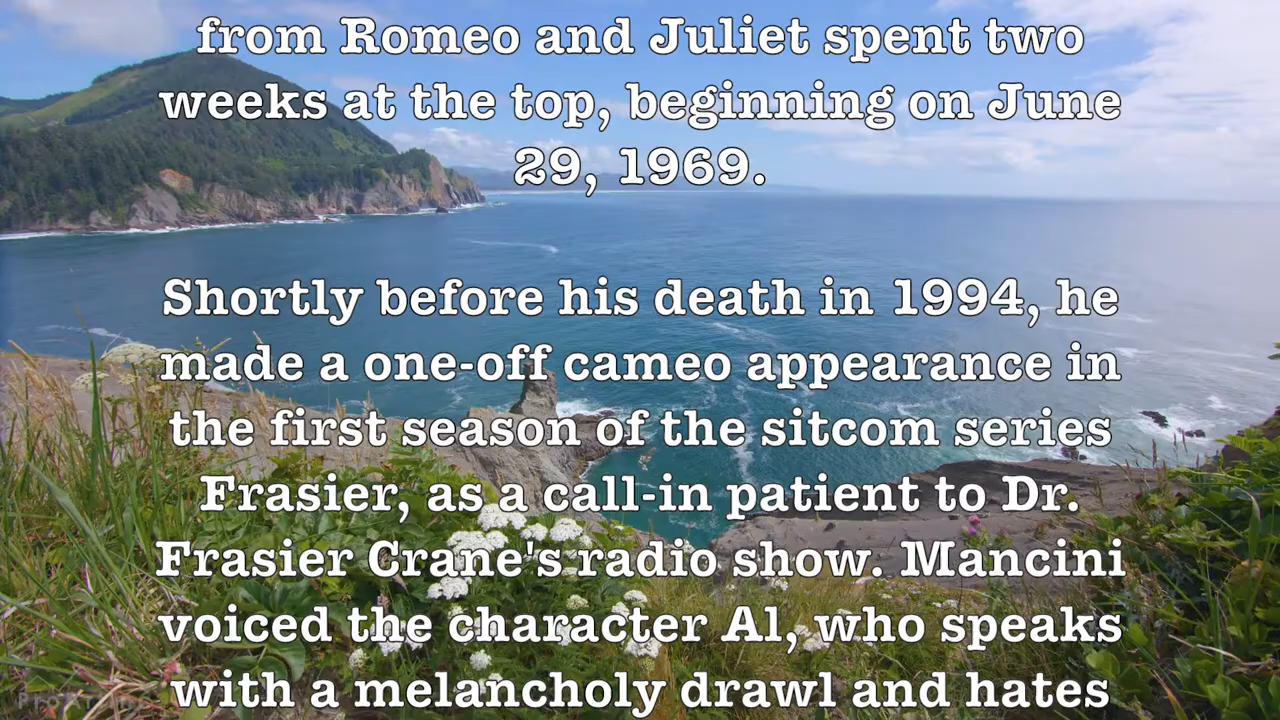 from Romeo and Juliet spent two
weeks at the top, beginning on June
29, 1969.
Shortly before his death in 1994, he
made a one-off cameo appearance in
the first season of the sitcom series
Frasier, as a call-in patient to Dr.
Frasier Crane's radio show. Mancini
voiced the character Al, who speaks
with a melancholy drawl and hates